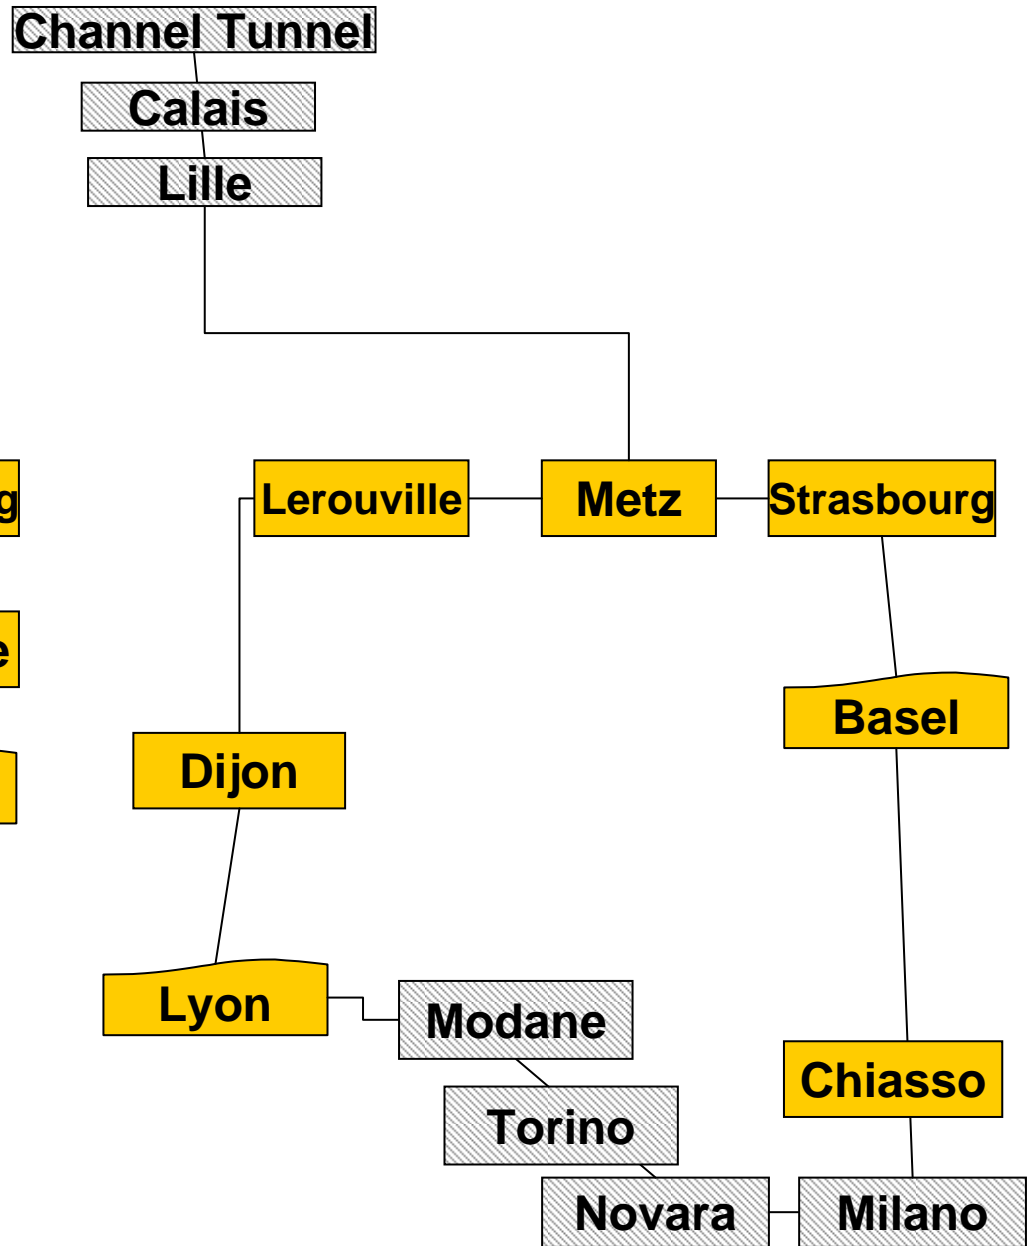 Channel Tunnel
Calais
Lille
Lerouville
Metz
Strasbourg
g
e
Basel
Dijon
Lyon
Modane
Chiasso
Torino
Novara
Milano